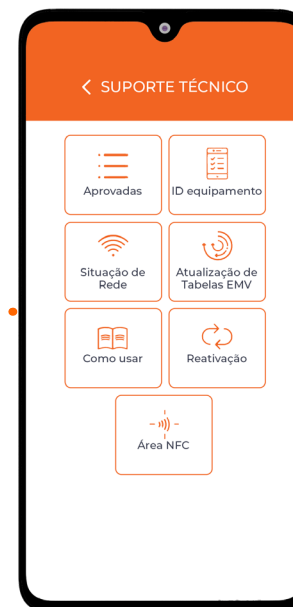 SUPORTE TÉCNICO
Aprovadas
ID equipamento
Situação de
Rede
Atualização de
Tabelas EMV
Como usar
Reativação
Área NFC